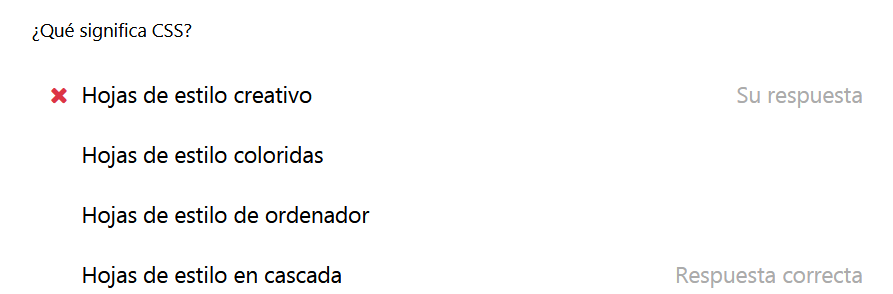 ¿Qué significa CSS?
Hojas de estilo creativo Su respuesta
Hojas de estilo coloridas
Hojas de estilo de ordenador
Hojas de estilo en cascada Respuesta correcta